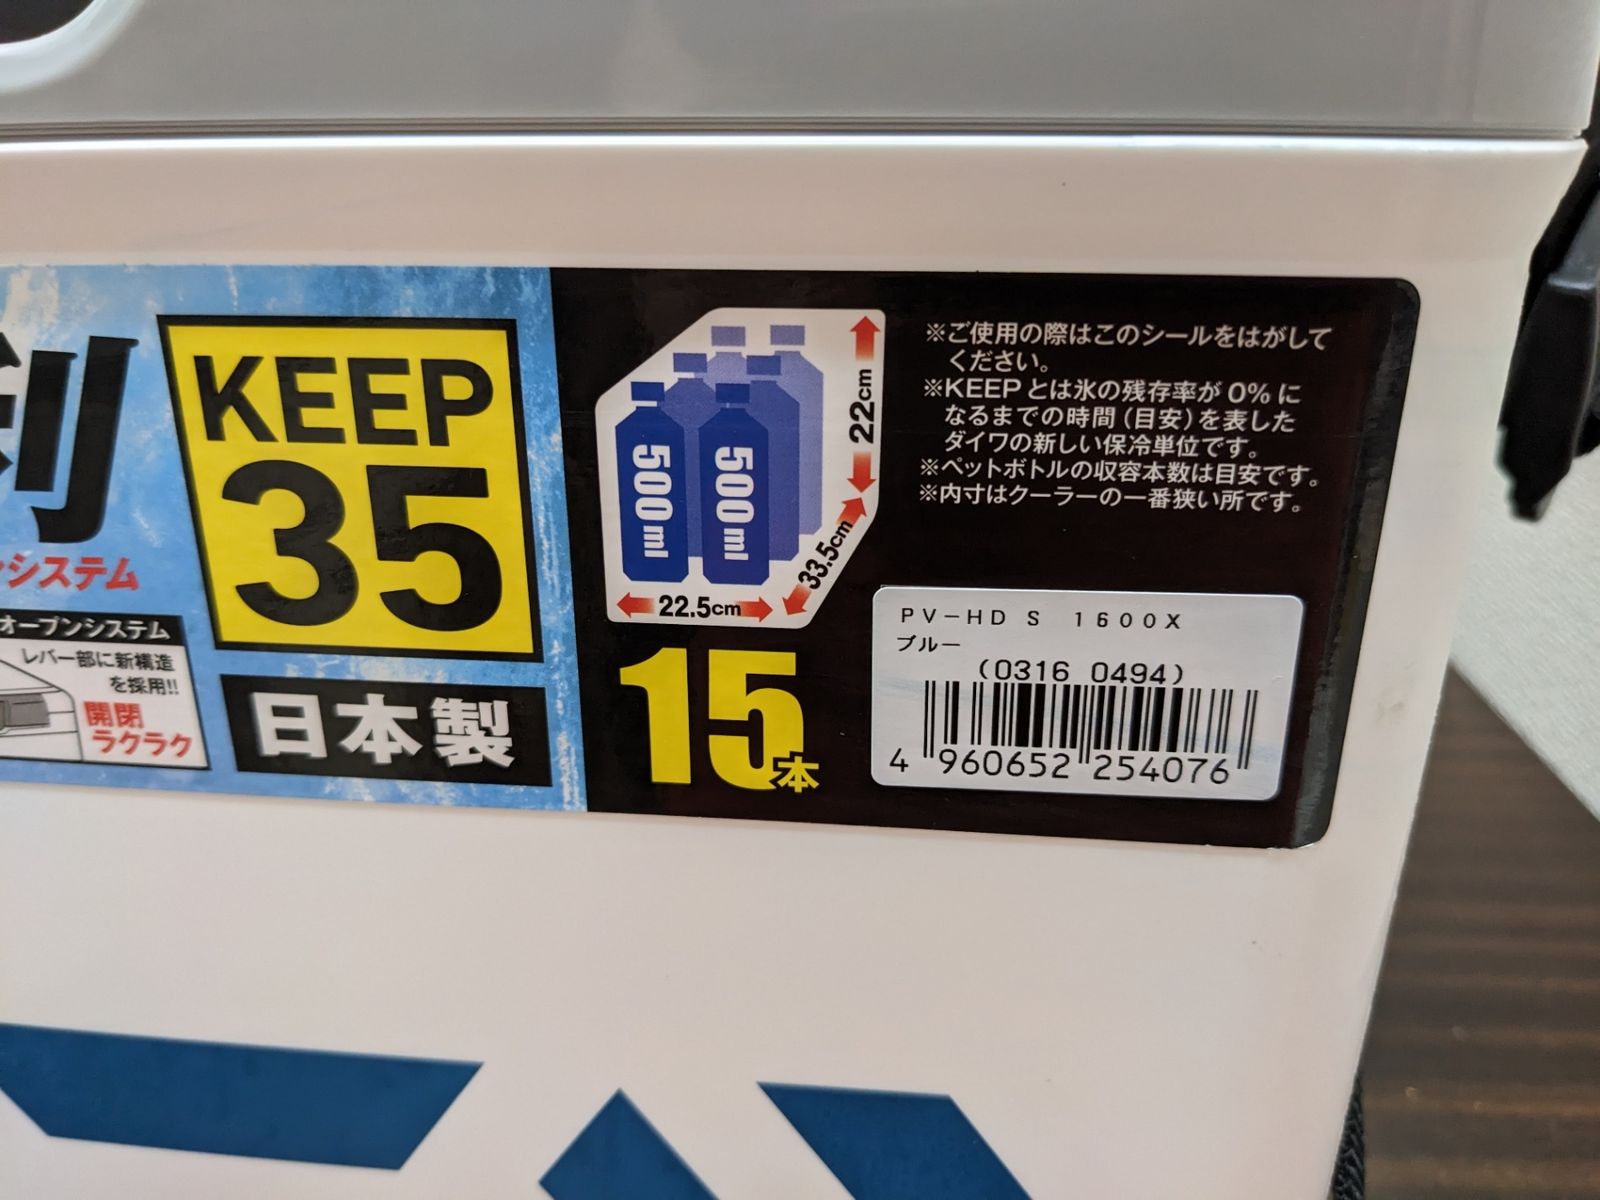 利
システム
オープンシステム
レバー部に新構造
を採用!!
開閉
ラクラク
KEEP
35
日本製
500ml
500ml
22cm
33.5cm
22.5cm
15本
※ご使用の際はこのシールをはがして
ください。
※KEEPとは氷の残存率が0%に
なるまでの時間(目安)を表した
ダイワの新しい保冷単位です。
※ペットボトルの収容本数は目安です。
※内寸はクーラーの一番狭い所です。
PV-HD S 1600X
ブルー
(0316 0494)
4 960652 254076